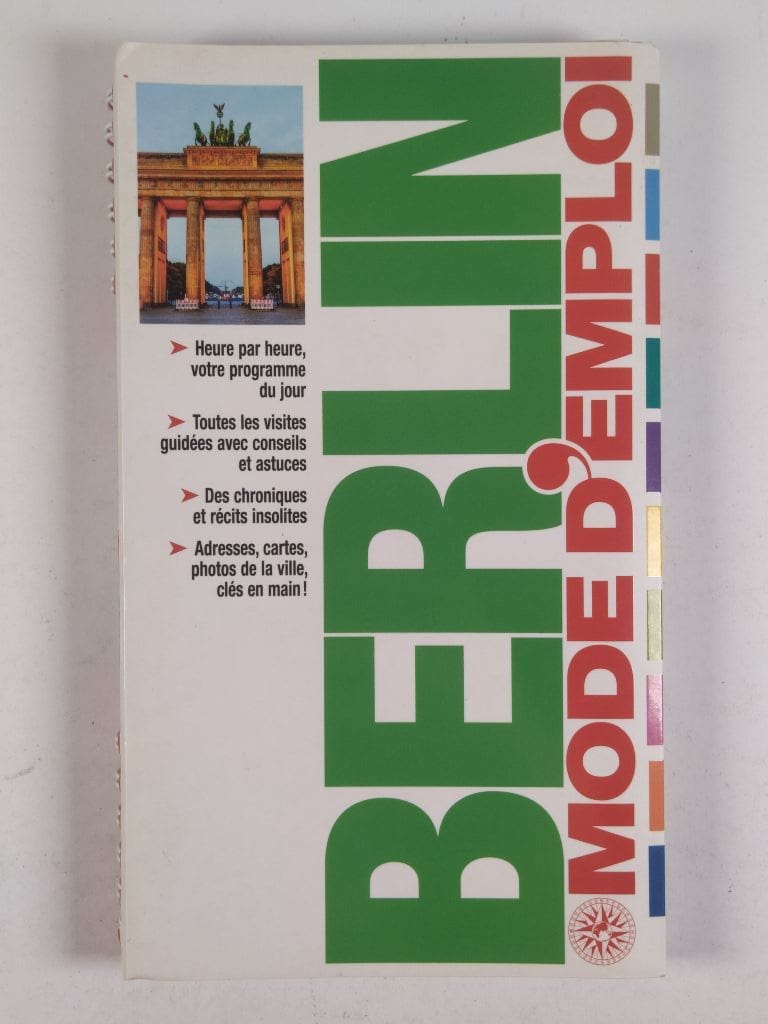 BERLIN
MODE D'EMPLOI
➤ Heure par heure,
votre programme
du jour
➤ Toutes les visites
guidées avec conseils
et astuces
➤ Des chroniques
et récits insolites
➤ Adresses, cartes,
photos de la ville,
clés en main !